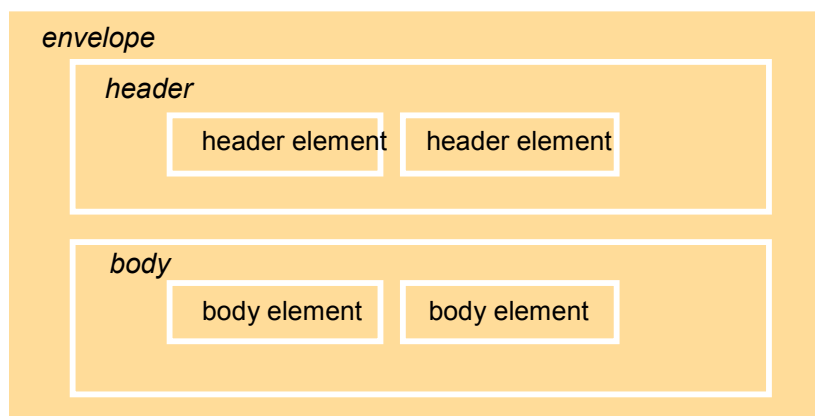 envelope
header
header element header element
body
body element body element